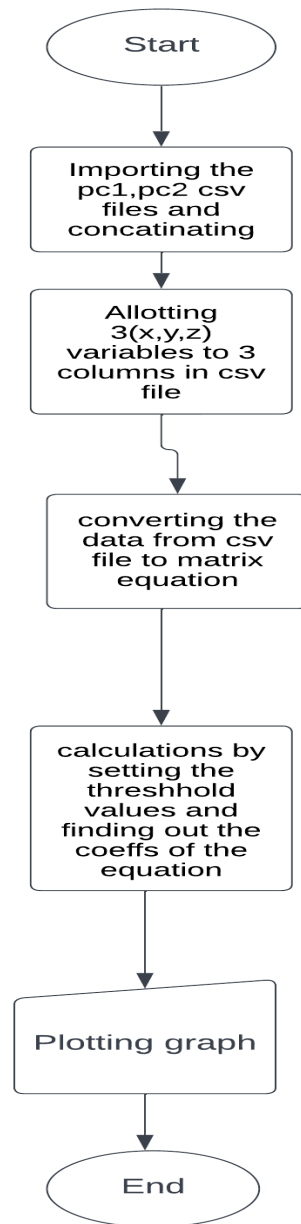 Start
Importing the
pc1,pc2 csv
files and
concatinating
Allotting
3(x,y,z)
variables to 3
columns in csv
file
converting the
data from csv
file to matrix
equation
calculations by
setting the
threshhold
values and
finding out the
coeffs of the
equation
Plotting graph
End